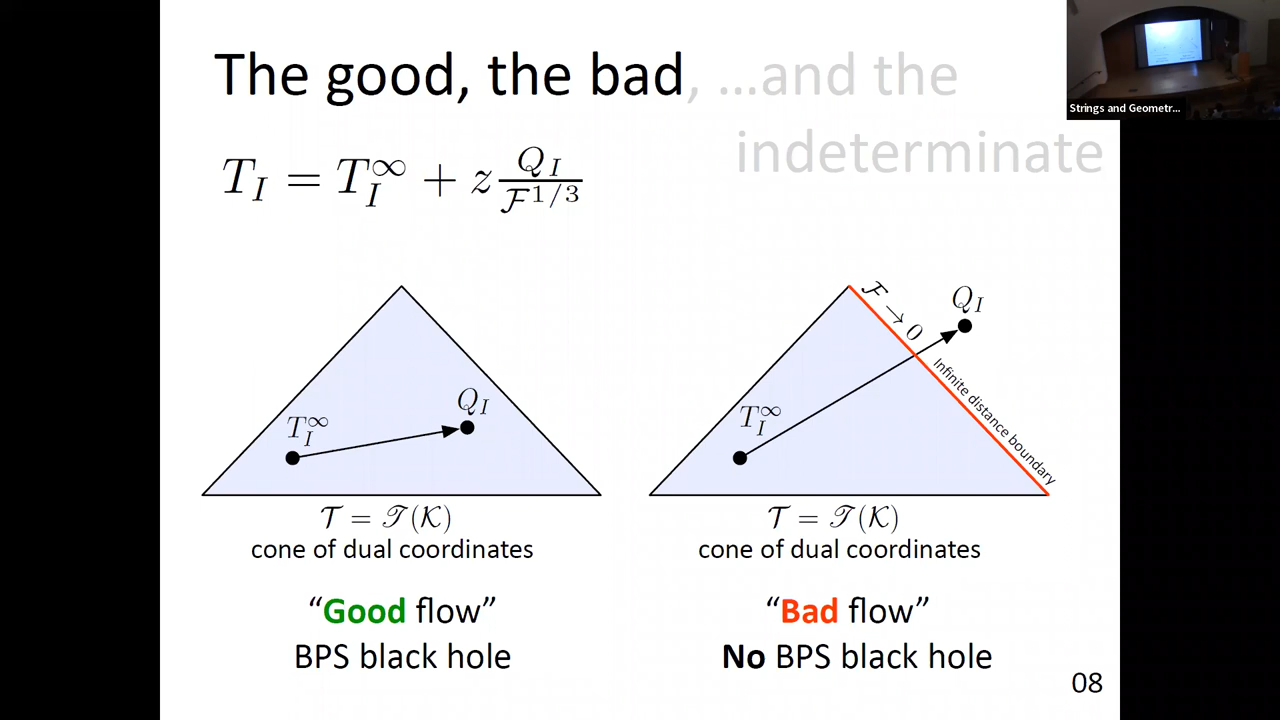 The good, the bad, ...and the
indeterminate
Strings and Geometr...
T_I = T_I^∞ + z Q_I / 𝓕^{1/3}
T_I^∞
Q_I
𝒯 = 𝒯(𝒦)
cone of dual coordinates
“Good flow”
BPS black hole
𝓕 → 0
Q_I
T_I^∞
Infinite distance boundary
𝒯 = 𝒯(𝒦)
cone of dual coordinates
“Bad flow”
No BPS black hole
08